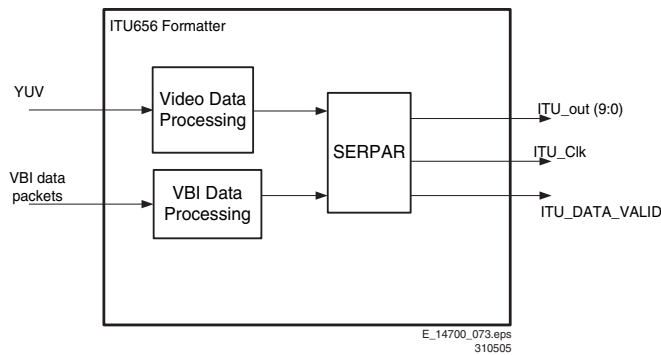 ITU656 Formatter
YUV
Video Data
Processing
SERPAR
ITU_out (9:0)
ITU_Clk
VBI data
packets
VBI Data
Processing
ITU_DATA_VALID
E_14700_073.eps
310505